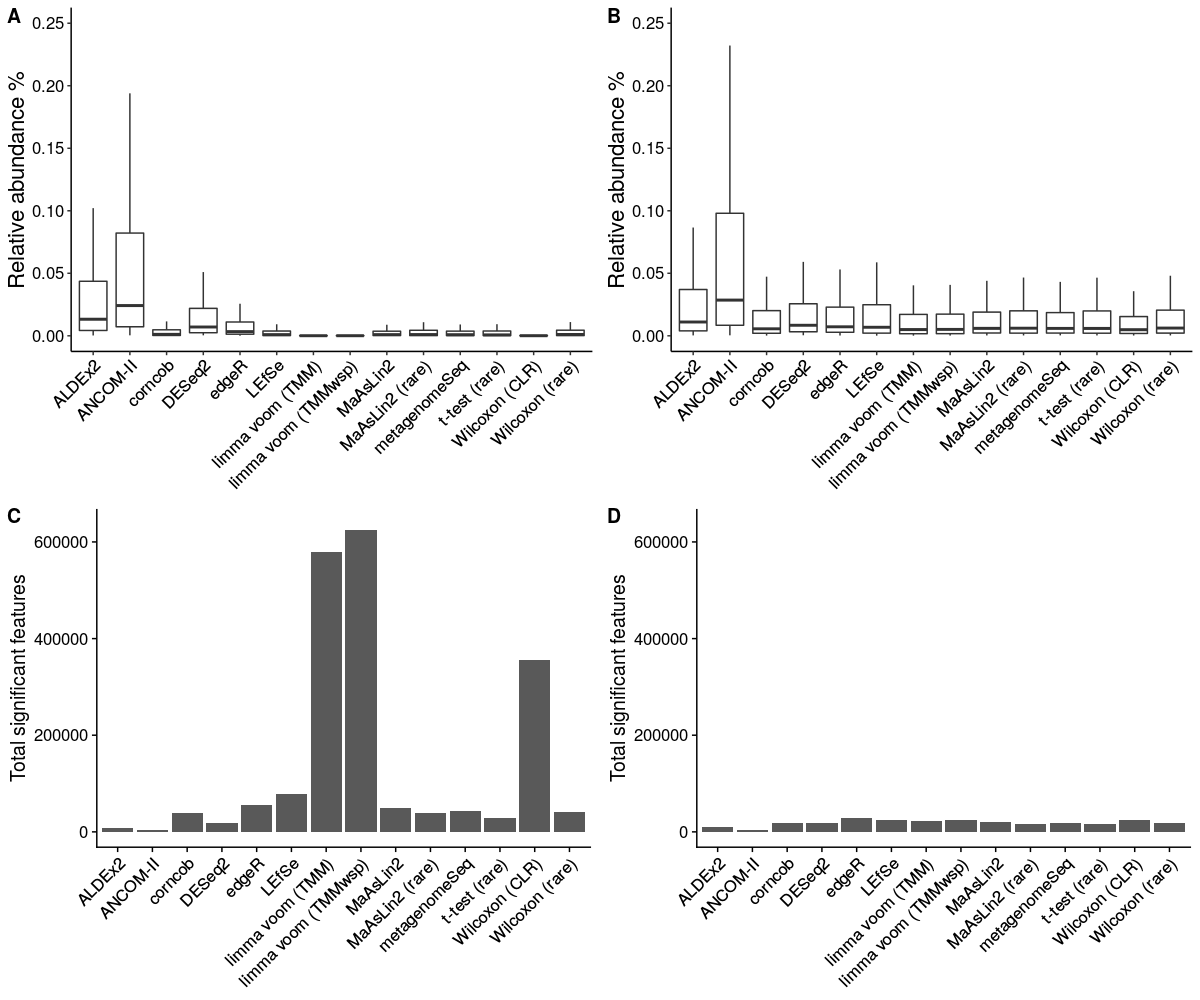 A
Relative abundance %
0.25
0.20
0.15
0.10
0.05
0.00
ALDEx2
ANCOM-II
corncob
DESeq2
edgeR
LEfSe
limma voom (TMM)
limma voom (TMMwsp)
MaAsLin2
MaAsLin2 (rare)
metagenomeSeq
t-test (rare)
Wilcoxon (CLR)
Wilcoxon (rare)
B
Relative abundance %
0.25
0.20
0.15
0.10
0.05
0.00
ALDEx2
ANCOM-II
corncob
DESeq2
edgeR
LEfSe
limma voom (TMM)
limma voom (TMMwsp)
MaAsLin2
MaAsLin2 (rare)
metagenomeSeq
t-test (rare)
Wilcoxon (CLR)
Wilcoxon (rare)
C
Total significant features
600000
400000
200000
0
ALDEx2
ANCOM-II
corncob
DESeq2
edgeR
LEfSe
limma voom (TMM)
limma voom (TMMwsp)
MaAsLin2
MaAsLin2 (rare)
metagenomeSeq
t-test (rare)
Wilcoxon (CLR)
Wilcoxon (rare)
D
Total significant features
600000
400000
200000
0
ALDEx2
ANCOM-II
corncob
DESeq2
edgeR
LEfSe
limma voom (TMM)
limma voom (TMMwsp)
MaAsLin2
MaAsLin2 (rare)
metagenomeSeq
t-test (rare)
Wilcoxon (CLR)
Wilcoxon (rare)